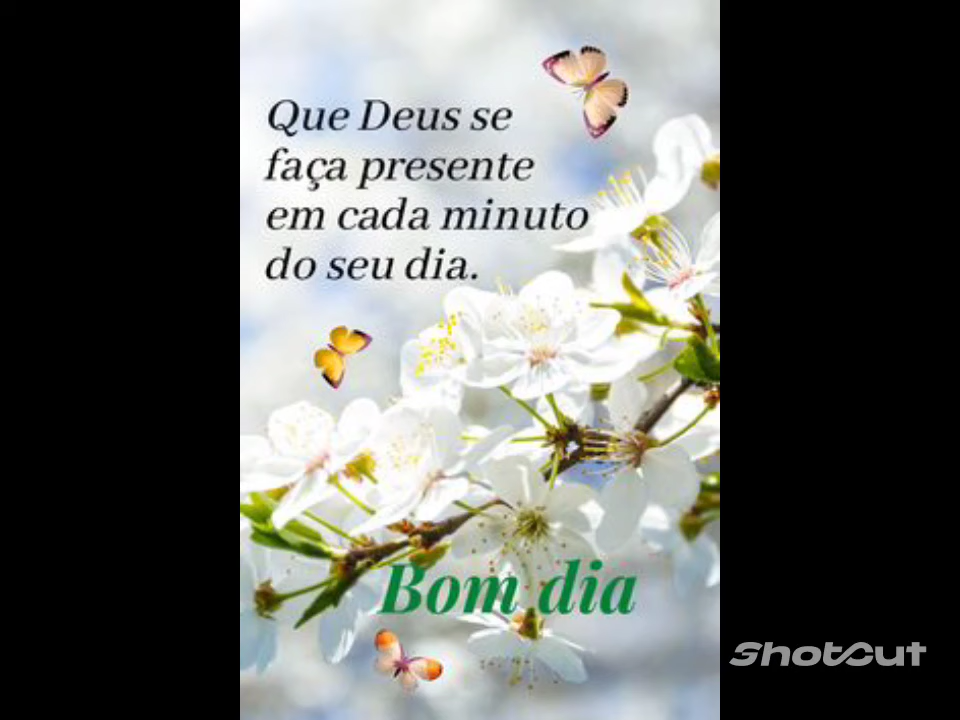 Que Deus se
faça presente
em cada minuto
do seu dia.
Bom dia
Shotcut